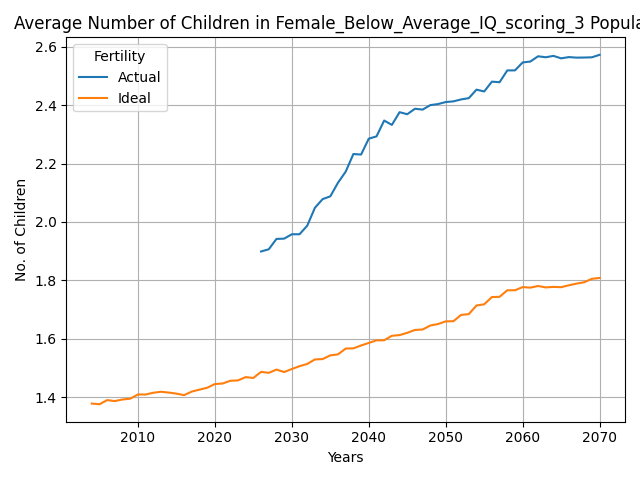 Average Number of Children in Female_Below_Average_IQ_scoring_3 Popula
2.6
2.4
2.2
2.0
1.8
1.6
1.4
No. of Children
Fertility
Actual
Ideal
2010 2020 2030 2040 2050 2060 2070
Years